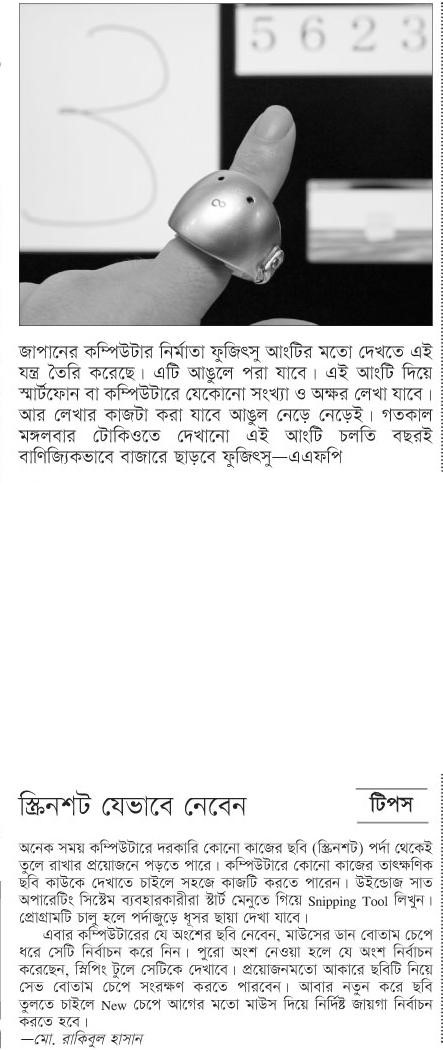 3
5 6 2 3
∞
জাপানের কম্পিউটার নির্মাতা ফুজিৎসু আংটির মতো দেখতে এই
যন্ত্র তৈরি করেছে। এটি আঙুলে পরা যাবে। এই আংটি দিয়ে
স্মার্টফোন বা কম্পিউটারে যেকোনো সংখ্যা ও অক্ষর লেখা যাবে।
আর লেখার কাজটা করা যাবে আঙুল নেড়ে নেড়েই। গতকাল
মঙ্গলবার টোকিওতে দেখানো এই আংটি চলতি বছরই
বাণিজ্যিকভাবে বাজারে ছাড়বে ফুজিৎসু—এএফপি
স্ক্রিনশট যেভাবে নেবেন
টিপস
অনেক সময় কম্পিউটারে দরকারি কোনো কাজের ছবি (স্ক্রিনশট) পর্দা থেকেই
তুলে রাখার প্রয়োজনে পড়তে পারে। কম্পিউটারে কোনো কাজের তাৎক্ষণিক
ছবি কাউকে দেখাতে চাইলে সহজে কাজটি করতে পারেন। উইন্ডোজ সাত
অপারেটিং সিস্টেম ব্যবহারকারীরা স্টার্ট মেনুতে গিয়ে Snipping Tool লিখুন।
প্রোগ্রামটি চালু হলে পর্দাজুড়ে ধূসর ছায়া দেখা যাবে।
এবার কম্পিউটারের যে অংশের ছবি নেবেন, মাউসের ডান বোতাম চেপে
ধরে সেটি নির্বাচন করে নিন। পুরো অংশ নেওয়া হলে যে অংশ নির্বাচন
করেছেন, স্নিপিং টুলে সেটিকে দেখাবে। প্রয়োজনমতো আকারে ছবিটি নিয়ে
সেভ বোতাম চেপে সংরক্ষণ করতে পারবেন। আবার নতুন করে ছবি
তুলতে চাইলে New চেপে আগের মতো মাউস দিয়ে নির্দিষ্ট জায়গা নির্বাচন
করতে হবে।
—মো. রাকিবুল হাসান